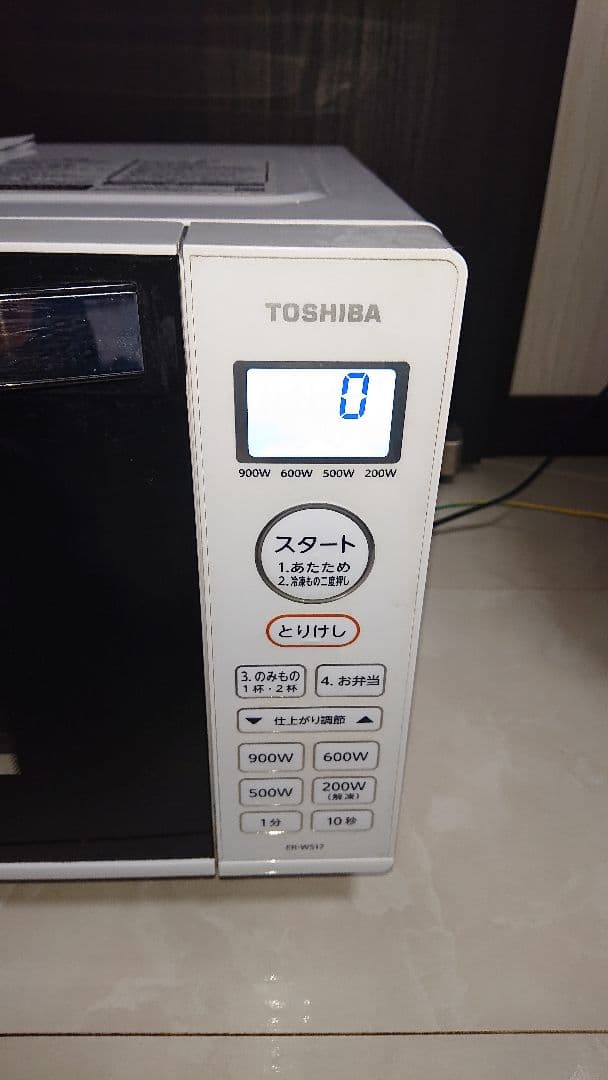 TOSHIBA
0
900W 600W 500W 200W
スタート
1.あたため
2.冷凍もの二度押し
とりけし
3.のみもの
1杯・2杯
4.お弁当
▼ 仕上がり調節 ▲
900W
600W
500W
200W
(解凍)
1分
10秒
ER-WS17